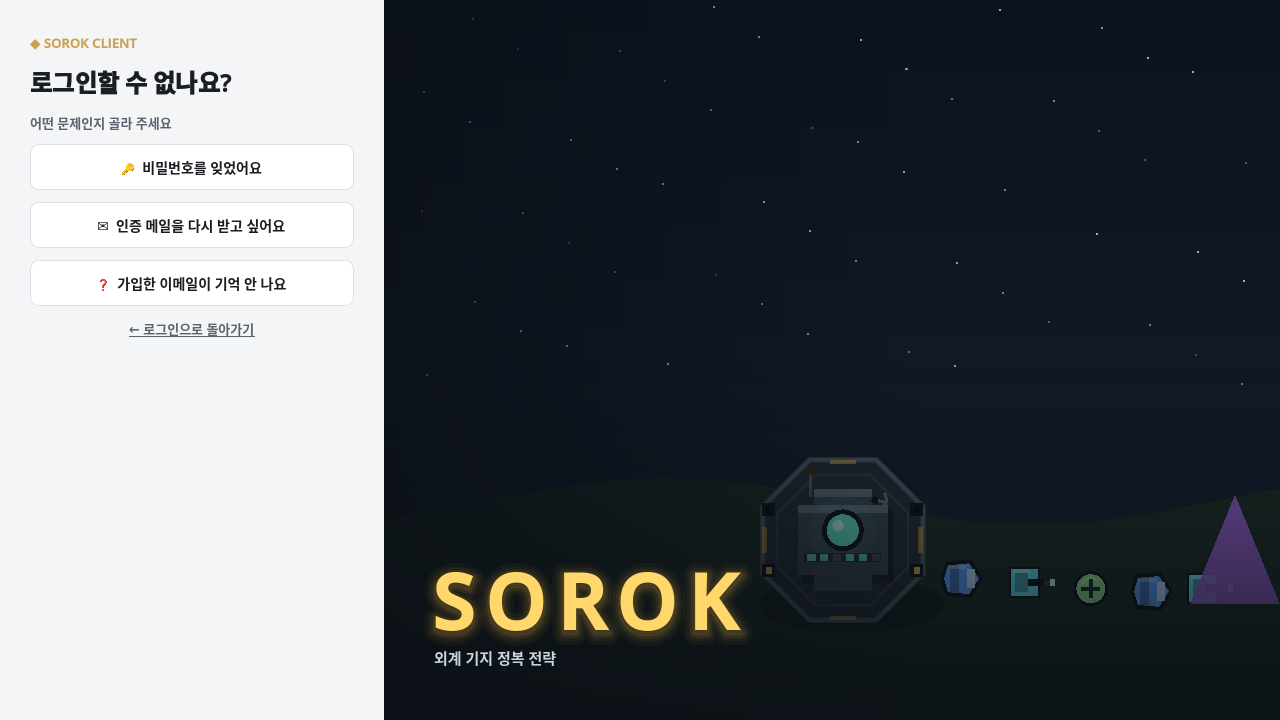 ◆ SOROK CLIENT
로그인할 수 없나요?
어떤 문제인지 골라 주세요
🔑 비밀번호를 잊었어요
✉ 인증 메일을 다시 받고 싶어요
❓ 가입한 이메일이 기억 안 나요
← 로그인으로 돌아가기
SOROK
외계 기지 정복 전략